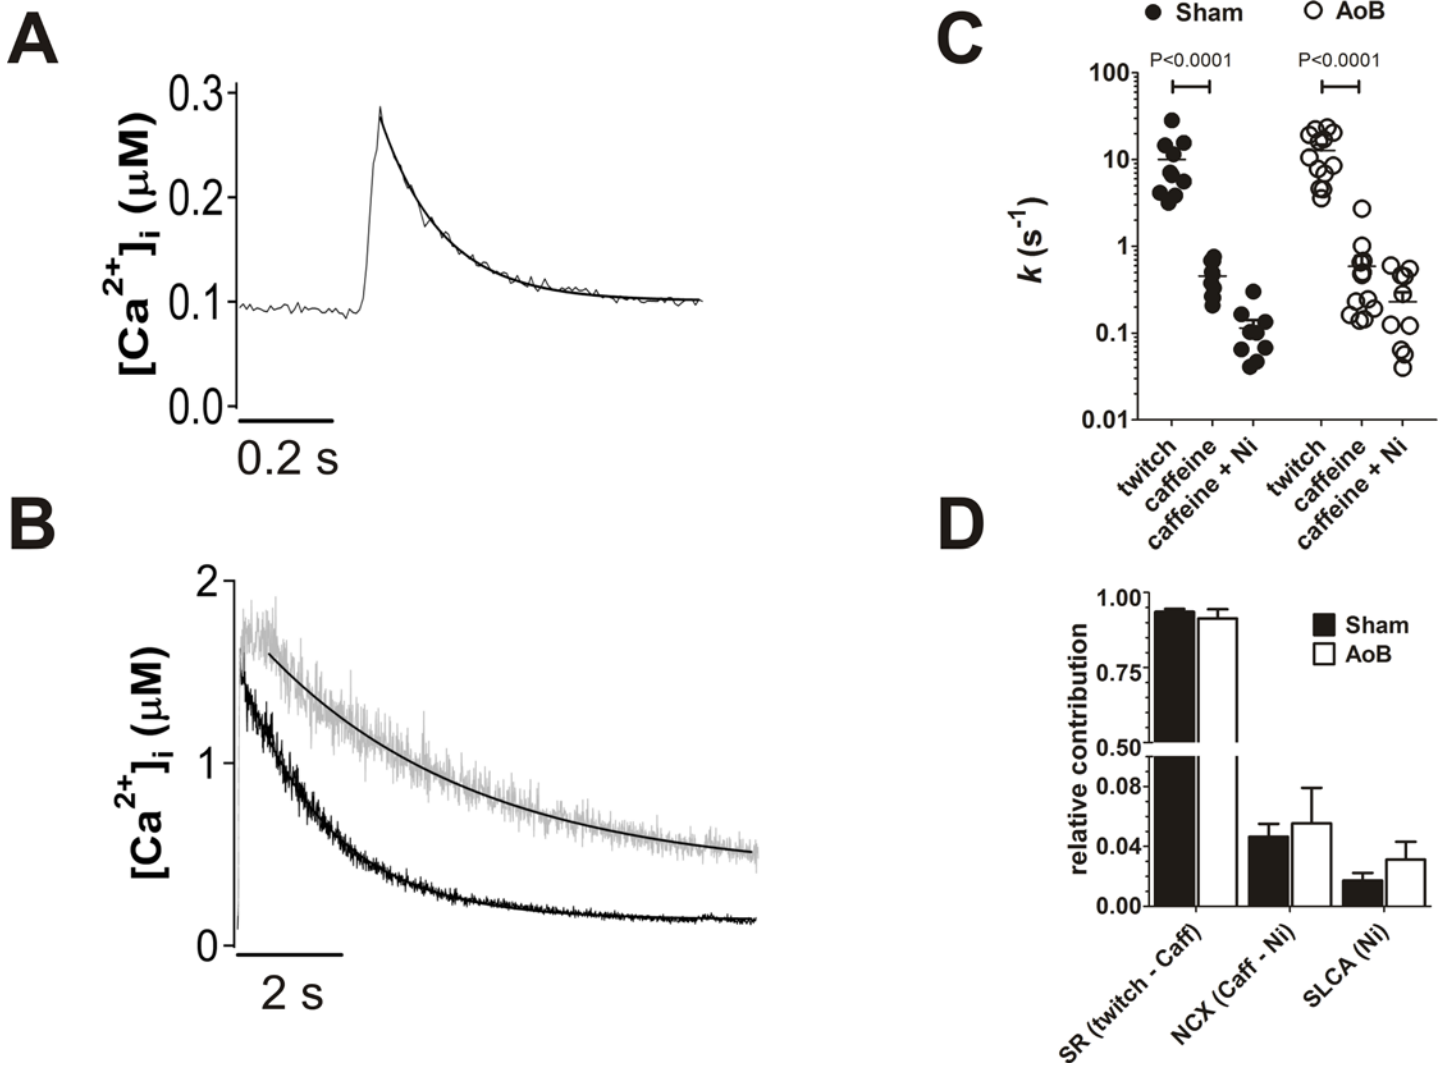 A
0.3
0.2
0.1
0.0
[Ca2+]i (μM)
0.2 s
B
2
1
0
[Ca2+]i (μM)
2 s
C
Sham
AoB
P<0.0001
P<0.0001
100
10
1
0.1
0.01
k (s-1)
twitch
caffeine
caffeine + Ni
twitch
caffeine
caffeine + Ni
D
1.00
0.75
0.50
0.08
0.04
0.00
relative contribution
Sham
AoB
SR (twitch - Caff)
NCX (Caff - Ni)
SLCA (Ni)